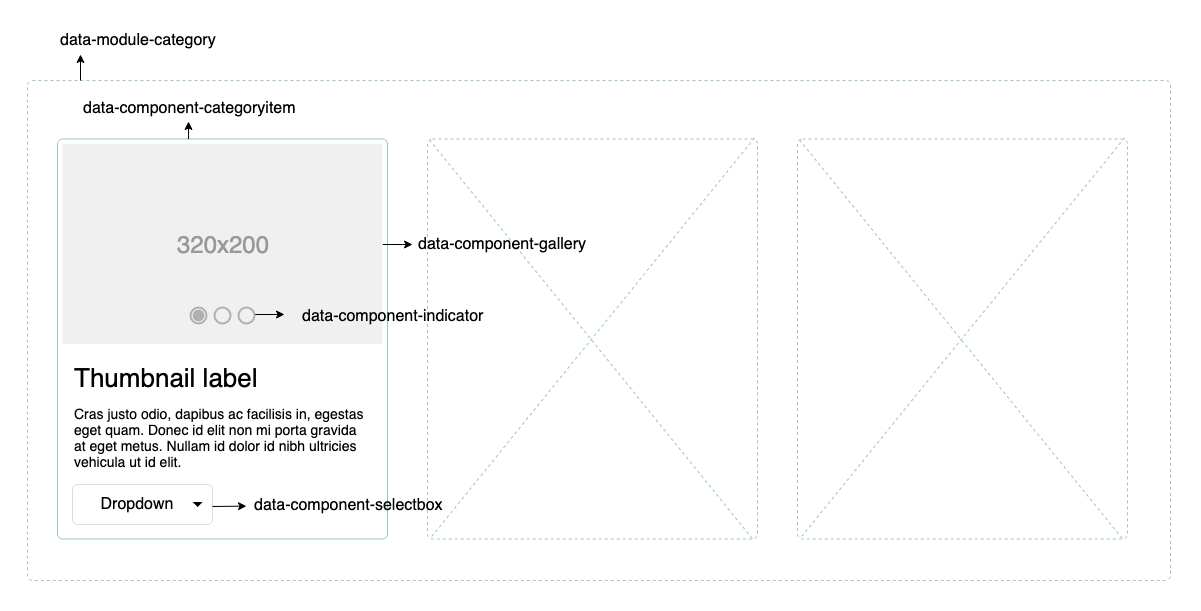 data-module-category
data-component-categoryitem
320x200
data-component-gallery
data-component-indicator
Thumbnail label
Cras justo odio, dapibus ac facilisis in, egestas
eget quam. Donec id elit non mi porta gravida
at eget metus. Nullam id dolor id nibh ultricies
vehicula ut id elit.
Dropdown
data-component-selectbox